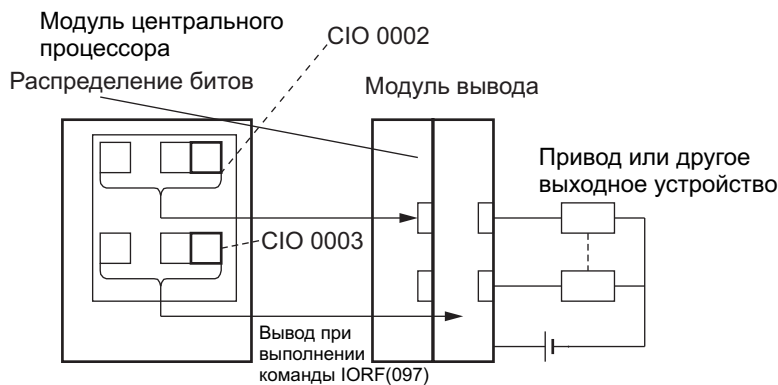 Модуль центрального
процессора
CIO 0002
Распределение битов
Модуль вывода
Привод или другое
выходное устройство
CIO 0003
Вывод при
выполнении
команды IORF(097)